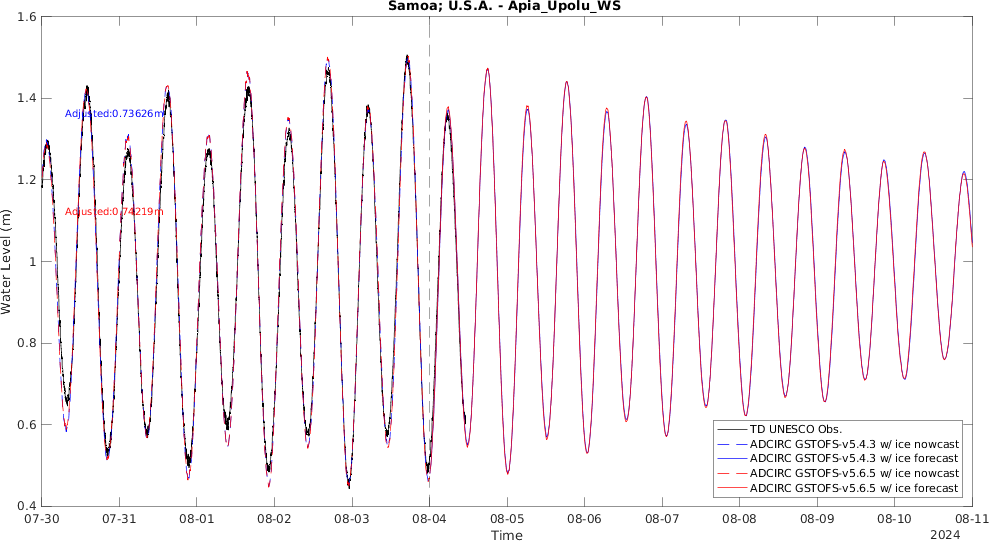 Samoa; U.S.A. - Apia_Upolu_WS
1.6
1.4
1.2
1
0.8
0.6
0.4
Water Level (m)
Adjusted:0.73626m
Adjusted:0.74219m
TD UNESCO Obs.
ADCIRC GSTOFS-v5.4.3 w/ ice nowcast
ADCIRC GSTOFS-v5.4.3 w/ ice forecast
ADCIRC GSTOFS-v5.6.5 w/ ice nowcast
ADCIRC GSTOFS-v5.6.5 w/ ice forecast
07-30 07-31 08-01 08-02 08-03 08-04 08-05 08-06 08-07 08-08 08-09 08-10 08-11
Time 2024